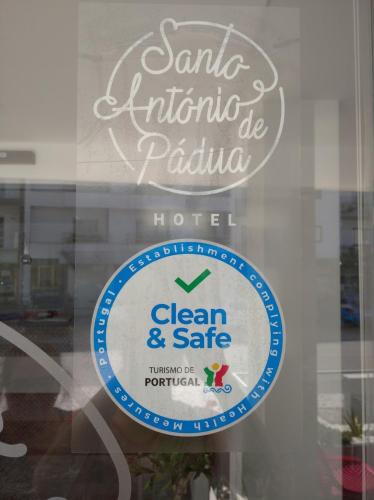 Santo
António
de
Pádua
HOTEL
Portugal · Establishment complying with Health Measures ·
Clean
& Safe
TURISMO DE
PORTUGAL